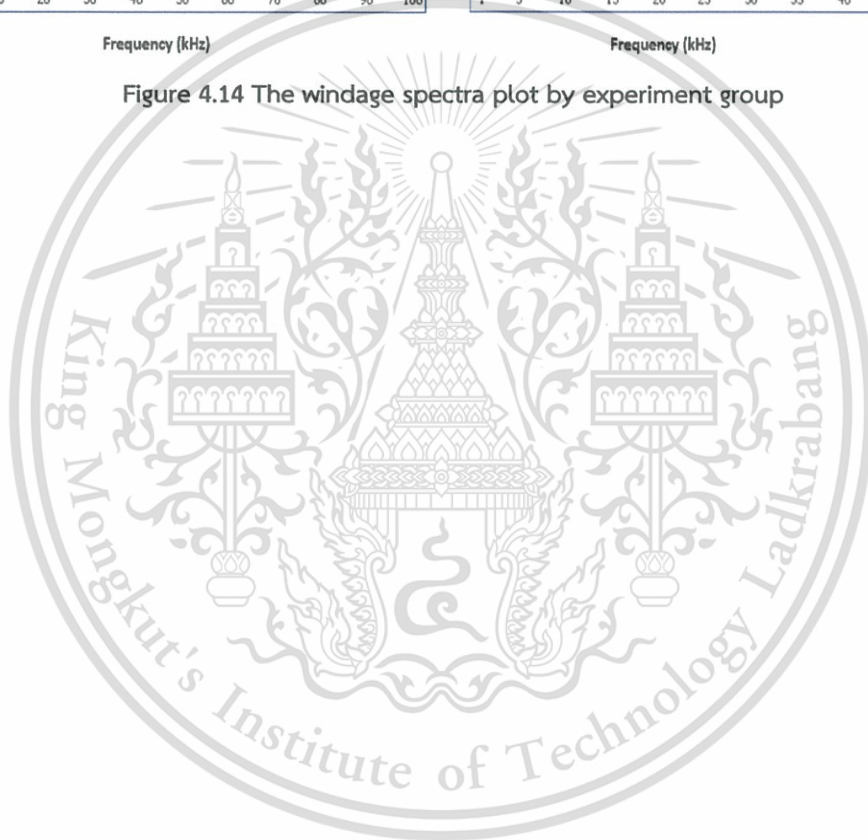 Frequency (kHz) Frequency (kHz)
Figure 4.14 The windage spectra plot by experiment group
King Mongkut's Institute of Technology Ladkrabang